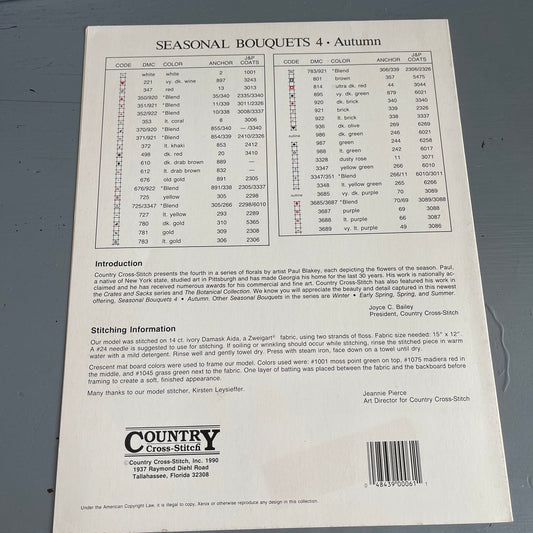 SEASONAL BOUQUETS 4 • Autumn
CODE DMC COLOR ANCHOR J&P COATS
white white 2 1001
221 vy. dk. wine 897 3243
347 red 13 3013
350/920 *Blend 35/340 2335/3340
351/921 *Blend 11/339 3011/2326
352/922 *Blend 10/338 3008/3337
353 lt. coral 6 3006
370/920 *Blend 855/340 —/3340
371/921 *Blend 854/339 2410/2326
372 lt. khaki 853 2412
498 dk. red 20 3410
610 dk. drab brown 889 —
612 lt. drab brown 832 —
676 old gold 891 2305
676/922 *Blend 891/338 2305/3337
725 yellow 305 2298
725/3347 *Blend 305/266 2298/6010
727 lt. yellow 293 2289
780 dk. gold 310 5365
781 gold 309 2308
783 lt. gold 306 2306
CODE DMC COLOR ANCHOR J&P COATS
783/921 *Blend 306/339 2306/2326
801 brown 357 5475
814 ultra dk. red 44 3044
895 vy. dk. green 879 6021
920 dk. brick 340 3340
921 brick 339 2326
922 lt. brick 338 3337
936 dk. olive 269 6269
outline 986 dk. green 246 6021
987 green 244 6258
988 lt. green 242 6017
3328 dusty rose 11 3071
3347 yellow green 266 6010
3347/351 *Blend 266/11 6010/3011
3348 lt. yellow green 265 6266
outline 3685 vy. dk. purple 70 3089
3685/3687 *Blend 70/69 3089/3088
3687 purple 69 3088
3688 lt. purple 66 3087
3689 vy. lt. purple 49 3086
Introduction
Country Cross-Stitch presents the fourth in a series of florals by artist Paul Blakey, each depicting the flowers of the season. Paul,
a native of New York state, studied art in Pittsburgh and has made Georgia his home for the last 30 years. His work is nationally ac-
claimed and he has received numerous awards for his commercial and fine art. Country Cross-Stitch has also featured his work in
the Crates and Sacks series and The Botanical Collection. We know you will appreciate the beauty and detail captured in this newest
offering, Seasonal Bouquets 4 • Autumn. Other Seasonal Bouquets in the series are Winter • Early Spring, Spring, and Summer.
Joyce C. Bailey
President, Country Cross-Stitch
Stitching Information
Our model was stitched on 14 ct. ivory Damask Aida, a Zweigart® fabric, using two strands of floss. Fabric size needed: 15" x 12".
A #24 needle is suggested to use for stitching. If soiling or wrinkling should occur while stitching, rinse the stitched piece in warm
water with a mild detergent. Rinse well and gently towel dry. Press with steam iron, face down on a towel until dry.
Crescent mat board colors were used to frame our model. Colors used were: #1001 moss point green on top, #1075 madiera red in
the middle, and #1045 grass green next to the fabric. One layer of batting was placed between the fabric and the backboard before
framing to create a soft, finished appearance.
Many thanks to our model stitcher, Kirsten Leysieffer.
Jeannie Pierce
Art Director for Country Cross-Stitch
COUNTRY
Cross-Stitch
©Country Cross-Stitch, Inc. 1990
1937 Raymond Diehl Road
Tallahassee, Florida 32308
0 48439 00061 1
Under the American Copyright Law, it is illegal to copy, Xerox or otherwise reproduce any design in this collection.